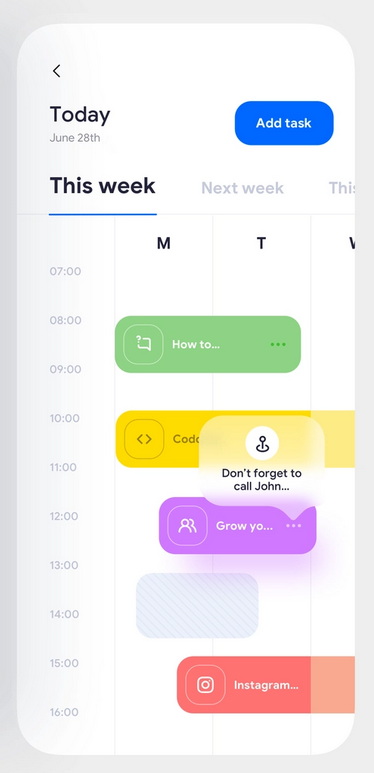 Today
June 28th
Add task
This week
Next week
M
T
07:00
08:00
How to...
09:00
10:00
11:00
Don't forget to
call John...
12:00
Grow yo...
13:00
14:00
15:00
Instagram...
16:00